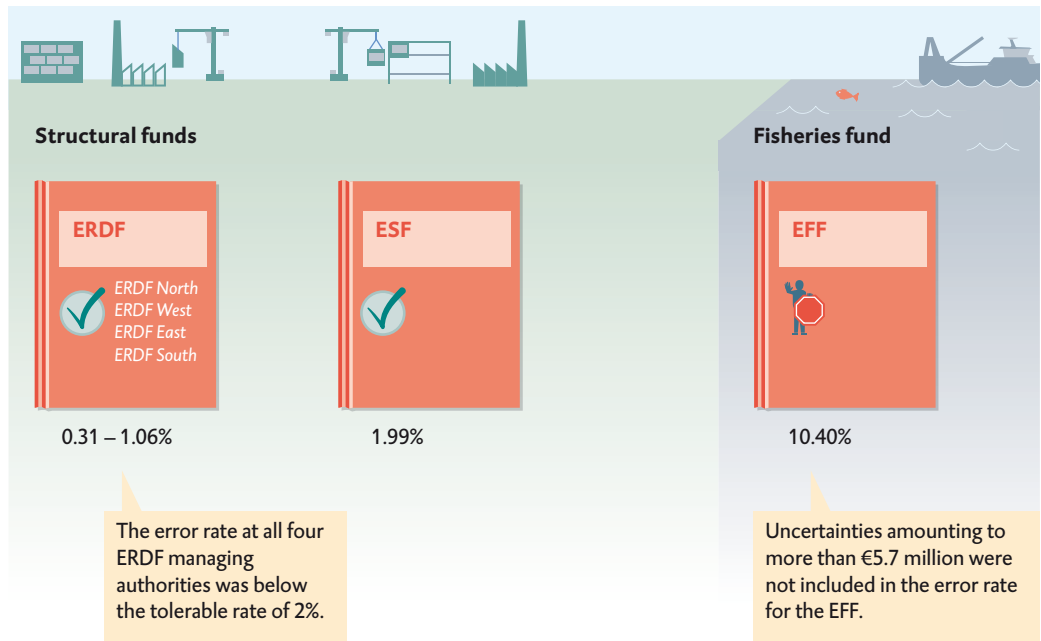 Structural funds
Fisheries fund
ERDF
ERDF North
ERDF West
ERDF East
ERDF South
ESF
EFF
0.31 – 1.06%
1.99%
10.40%
The error rate at all four
ERDF managing
authorities was below
the tolerable rate of 2%.
Uncertainties amounting to
more than €5.7 million were
not included in the error rate
for the EFF.